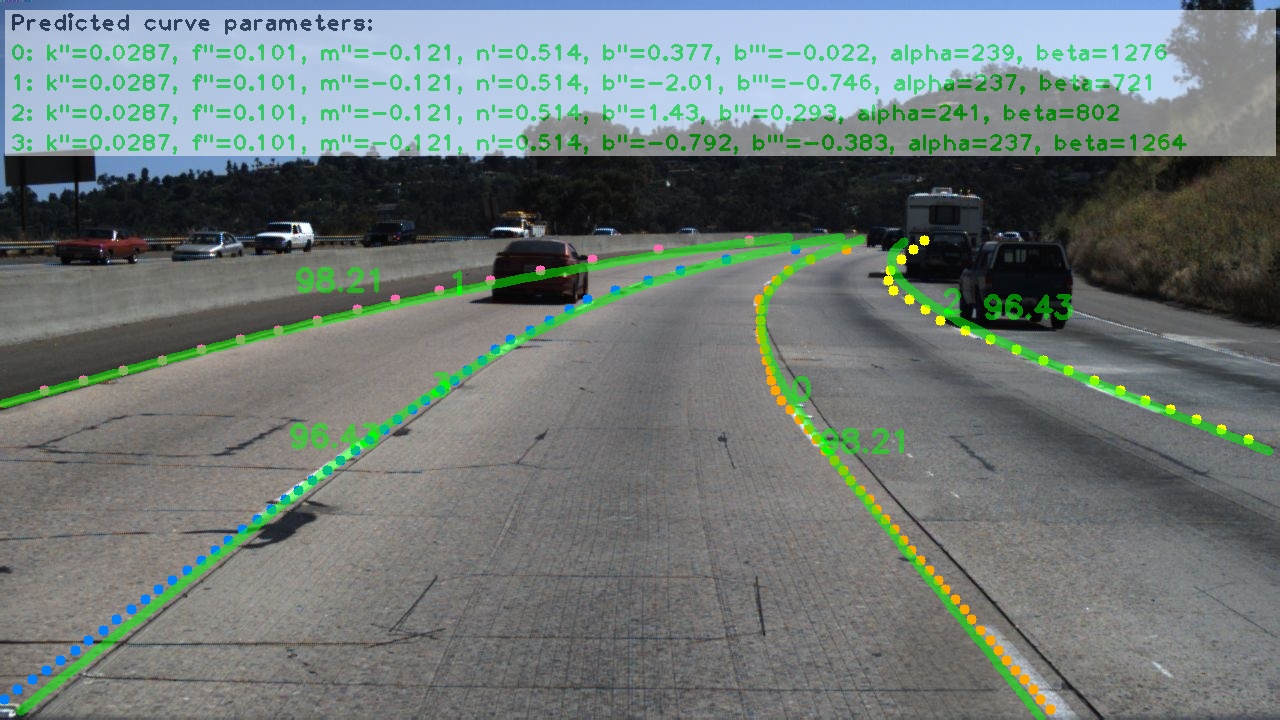 Predicted curve parameters:
0: k''=0.0287, f''=0.101, m''=-0.121, n'=0.514, b''=0.377, b'''=-0.022, alpha=239, beta=1276
1: k''=0.0287, f''=0.101, m''=-0.121, n'=0.514, b''=-2.01, b'''=-0.746, alpha=237, beta=721
2: k''=0.0287, f''=0.101, m''=-0.121, n'=0.514, b''=1.43, b'''=0.293, alpha=241, beta=802
3: k''=0.0287, f''=0.101, m''=-0.121, n'=0.514, b''=-0.792, b'''=-0.383, alpha=237, beta=1264
98.21 1
2 96.43
3
0
96.43
98.21